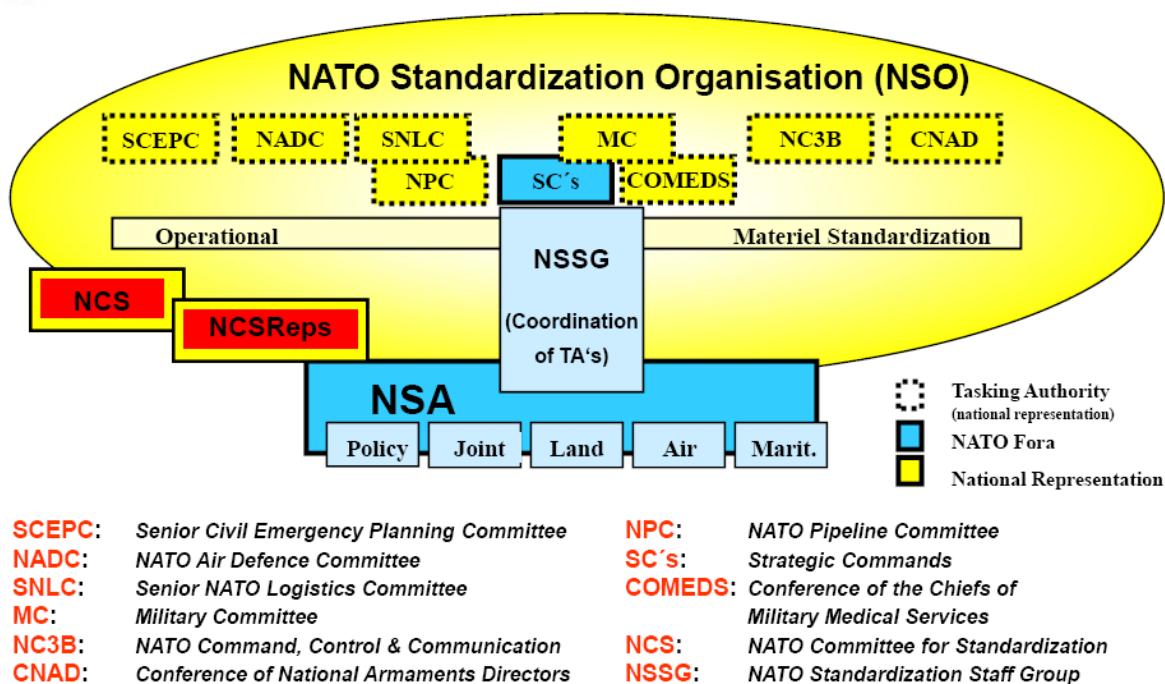 NATO Standardization Organisation (NSO)
SCEPC
NADC
SNLC
MC
NC3B
CNAD
NPC
SC´s
COMEDS
Operational
Materiel Standardization
NSSG
(Coordination
of TA‘s)
NCS
NCSReps
NSA
Policy
Joint
Land
Air
Marit.
Tasking Authority
(national representation)
NATO Fora
National Representation
SCEPC: Senior Civil Emergency Planning Committee
NADC: NATO Air Defence Committee
SNLC: Senior NATO Logistics Committee
MC: Military Committee
NC3B: NATO Command, Control & Communication
CNAD: Conference of National Armaments Directors
NPC: NATO Pipeline Committee
SC´s: Strategic Commands
COMEDS: Conference of the Chiefs of
Military Medical Services
NCS: NATO Committee for Standardization
NSSG: NATO Standardization Staff Group